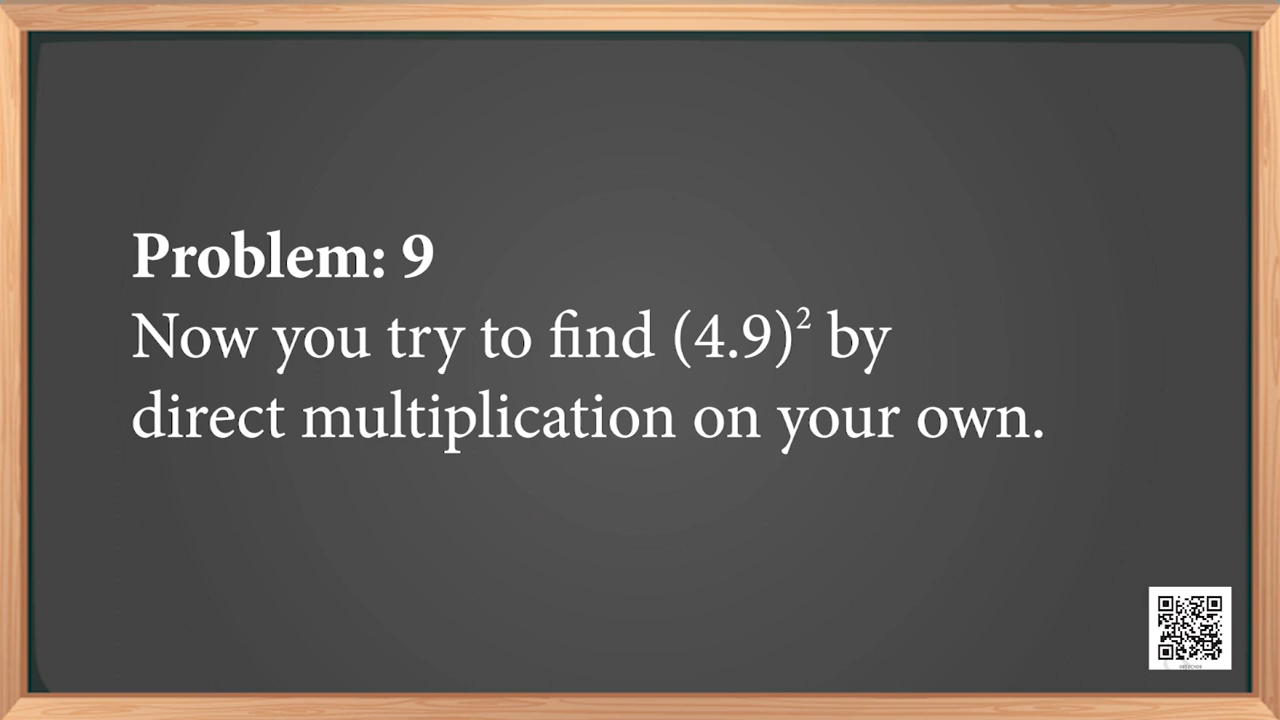 Problem: 9
Now you try to find (4.9)² by
direct multiplication on your own.